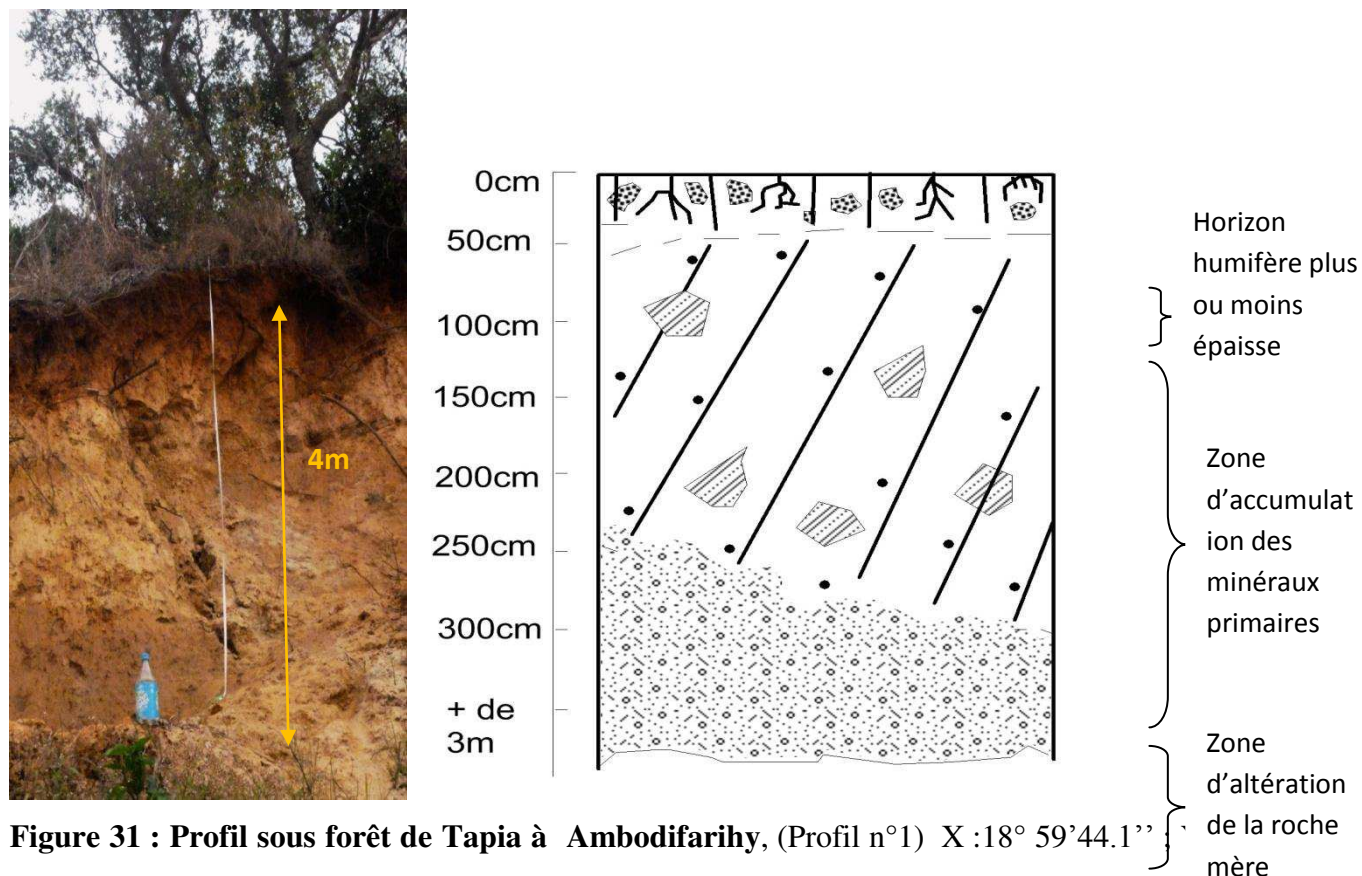 4m
0cm
50cm
100cm
150cm
200cm
250cm
300cm
+ de
3m
Horizon
humifère plus
ou moins
épaisse
Zone
d’accumulat
ion des
minéraux
primaires
Zone
d’altération
de la roche
mère
Figure 31 : Profil sous forêt de Tapia à Ambodifarihy, (Profil n°1) X :18° 59’44.1’’ ;